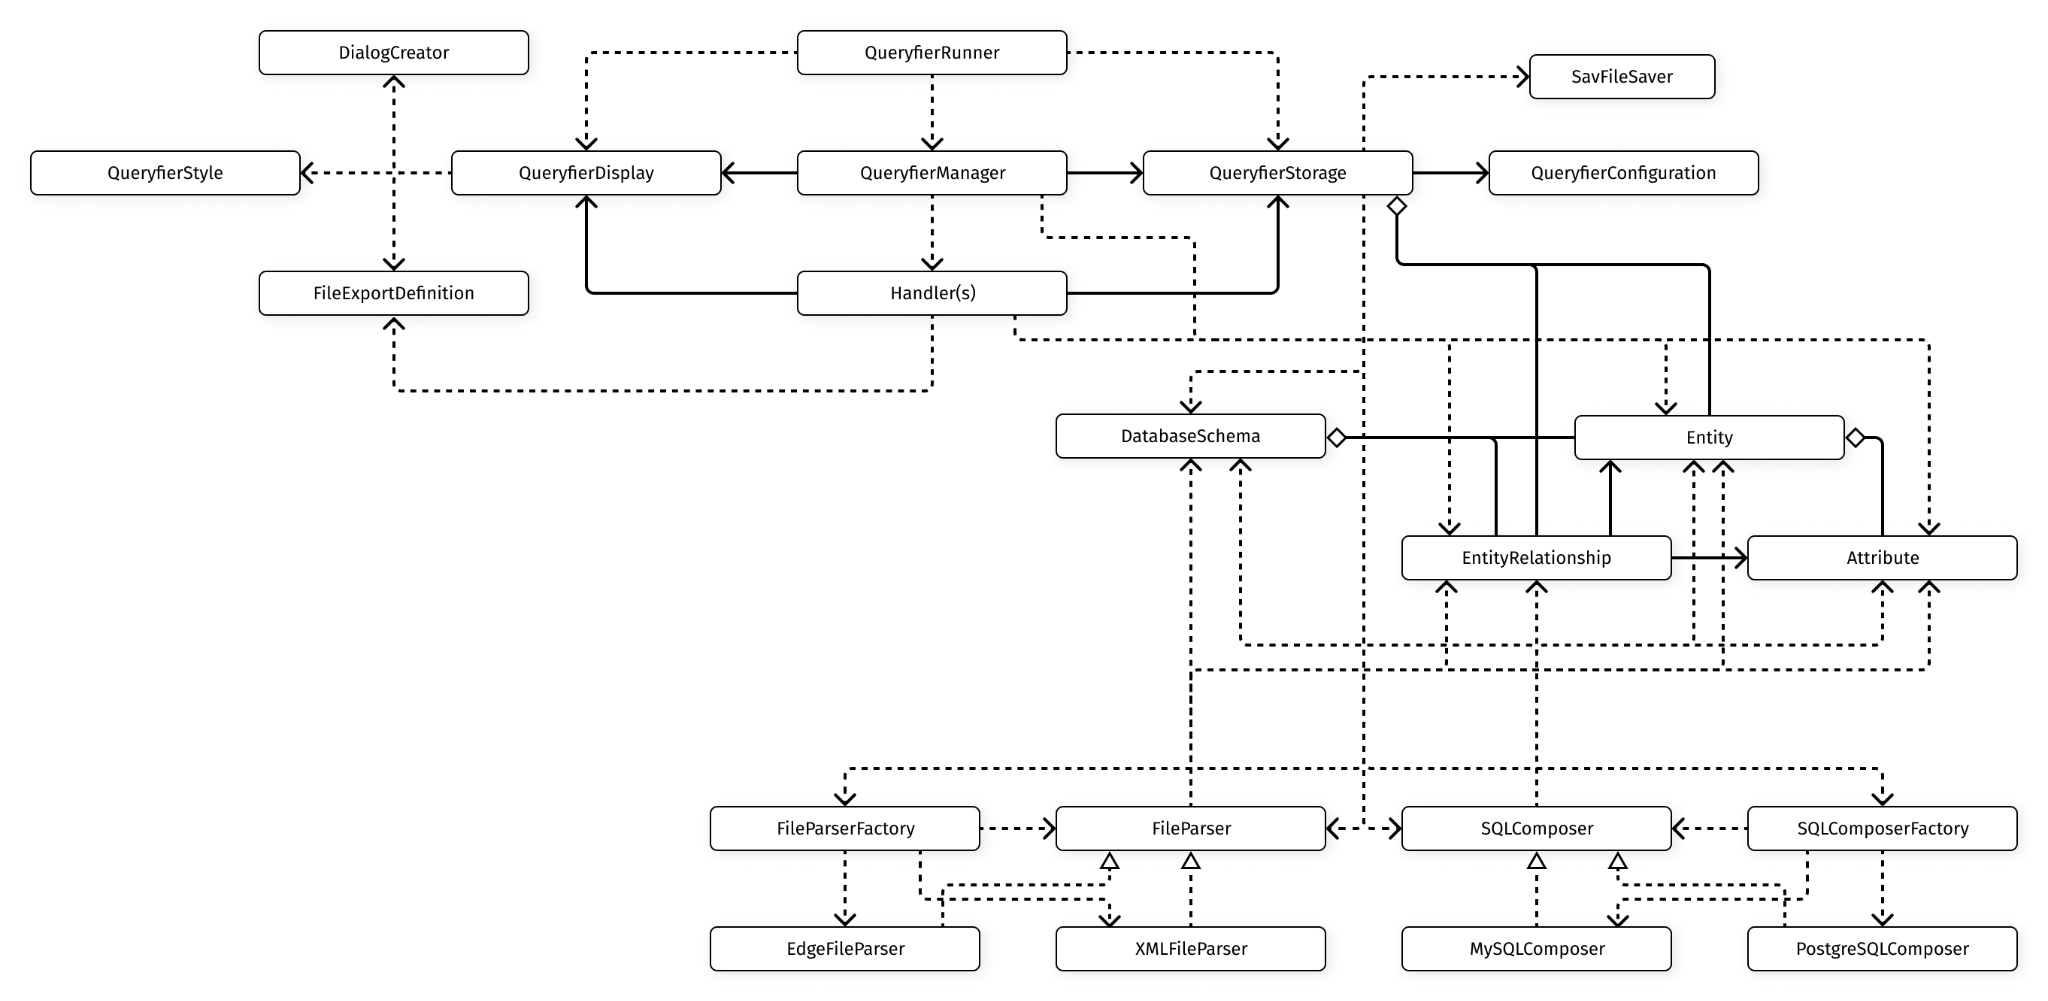 DialogCreator
QueryfierRunner
SavFileSaver
QueryfierStyle
QueryfierDisplay
QueryfierManager
QueryfierStorage
QueryfierConfiguration
FileExportDefinition
Handler(s)
DatabaseSchema
Entity
EntityRelationship
Attribute
FileParserFactory
FileParser
SQLComposer
SQLComposerFactory
EdgeFileParser
XMLFileParser
MySQLComposer
PostgreSQLComposer